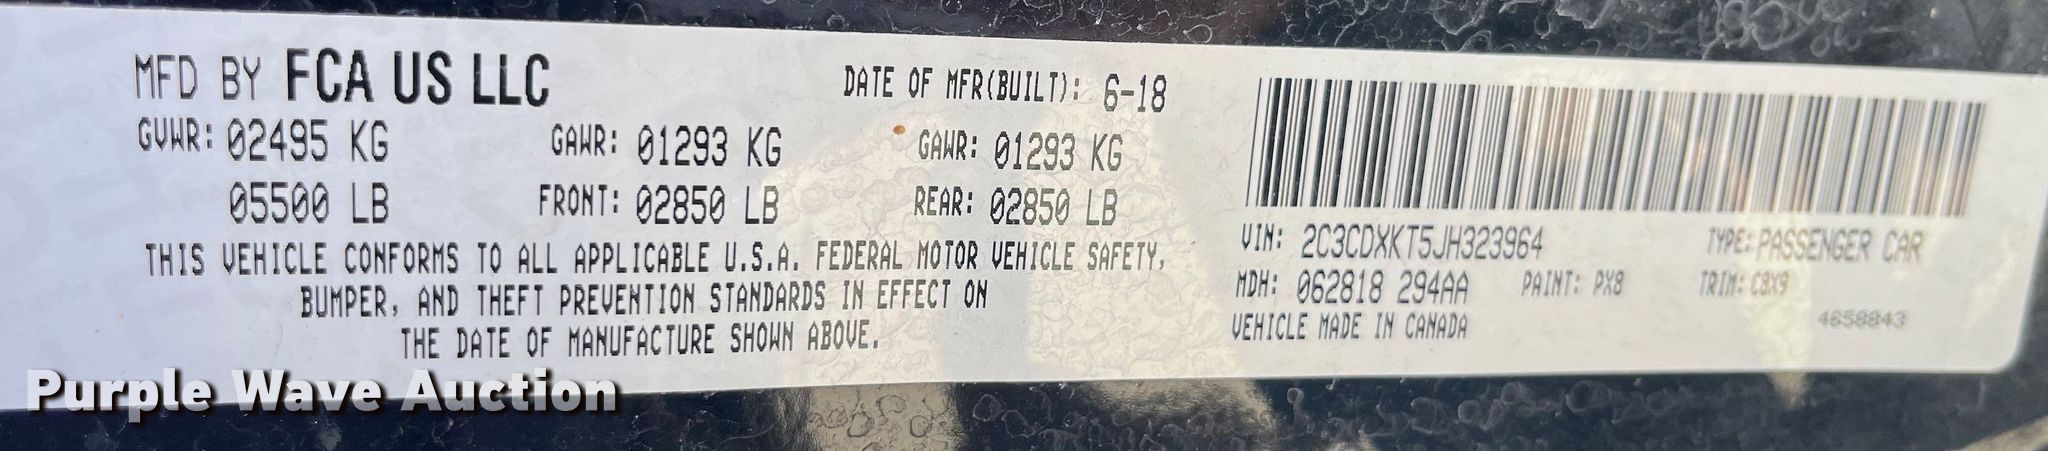 MFD BY FCA US LLC DATE OF MFR(BUILT): 6-18
GVWR: 02495 KG GAWR: 01293 KG GAWR: 01293 KG
05500 LB FRONT: 02850 LB REAR: 02850 LB
THIS VEHICLE CONFORMS TO ALL APPLICABLE U.S.A. FEDERAL MOTOR VEHICLE SAFETY,
BUMPER, AND THEFT PREVENTION STANDARDS IN EFFECT ON
THE DATE OF MANUFACTURE SHOWN ABOVE.
VIN: 2C3CDXKT5JH323964 TYPE: PASSENGER CAR
MDH: 062818 294AA PAINT: PX8 TRIM: C8X9
VEHICLE MADE IN CANADA 4658843
Purple Wave Auction